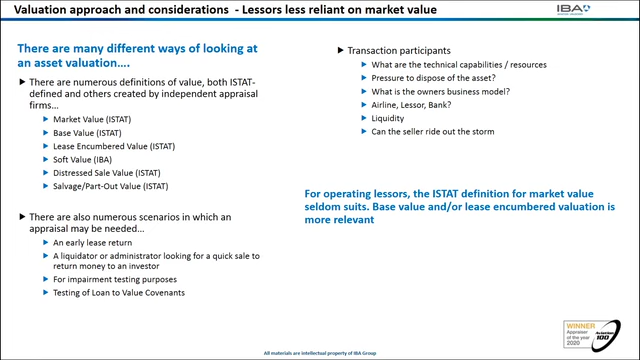 Valuation approach and considerations - Lessors less reliant on market value
IBA
There are many different ways of looking at
an asset valuation….
There are numerous definitions of value, both ISTAT-
defined and others created by independent appraisal
firms…
Market Value (ISTAT)
Base Value (ISTAT)
Lease Encumbered Value (ISTAT)
Soft Value (IBA)
Distressed Sale Value (ISTAT)
Salvage/Part-Out Value (ISTAT)
There are also numerous scenarios in which an
appraisal may be needed…
An early lease return
A liquidator or administrator looking for a quick sale to
return money to an investor
For impairment testing purposes
Testing of Loan to Value Covenants
Transaction participants
What are the technical capabilities / resources
Pressure to dispose of the asset?
What is the owners business model?
Airline, Lessor, Bank?
Liquidity
Can the seller ride out the storm
For operating lessors, the ISTAT definition for market value
seldom suits. Base value and/or lease encumbered valuation is
more relevant
WINNER
Appraiser
of the year
2020
Aviation
100
All materials are intellectual property of IBA Group